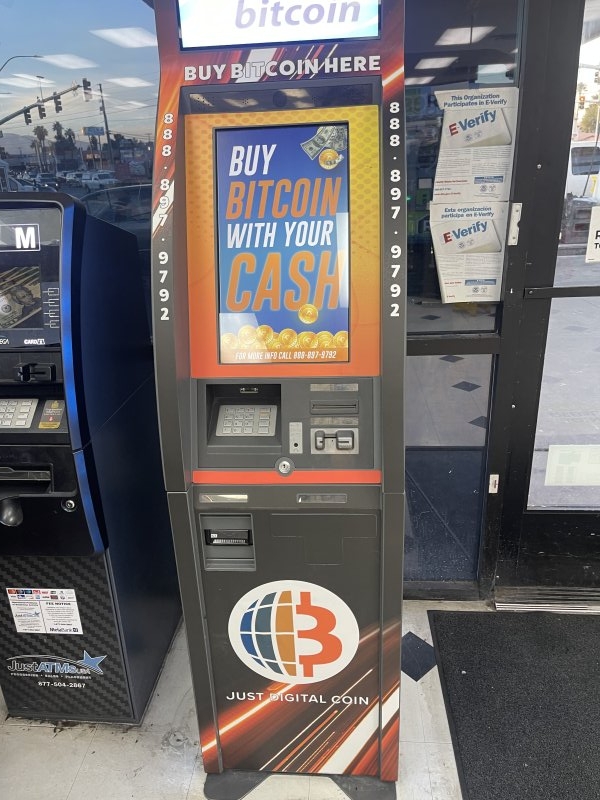 bitcoin
BUY BITCOIN HERE
888·897·9792
888·897·9792
BUY
BITCOIN
WITH YOUR
CASH
FOR MORE INFO CALL 888-897-9792
JUST DIGITAL COIN
M
FEE NOTICE
JustATMsUSA
877-504-2867
This Organization
Participates in E-Verify
E-Verify
Esta organización
participa en E-Verify
E-Verify